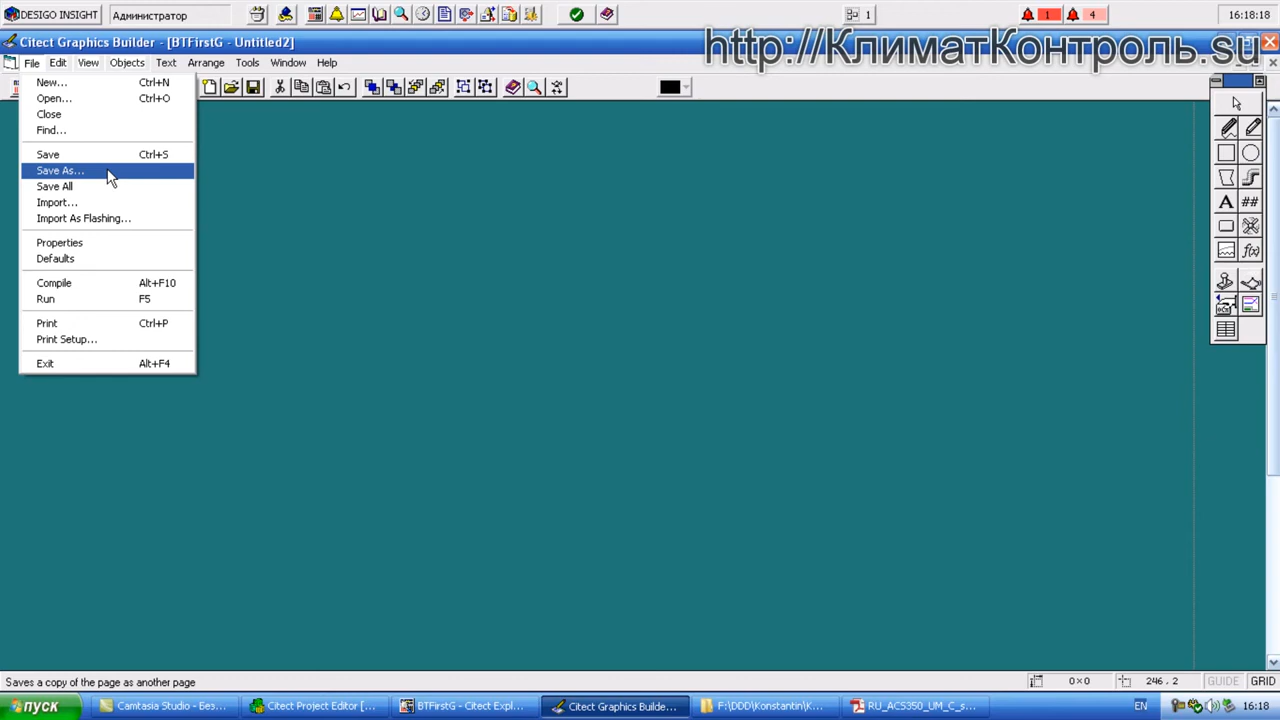 DESIGO INSIGHT
Администратор
1
1
4
16:18:18
Citect Graphics Builder - [BTFirstG - Untitled2]
http://КлиматКонтроль.su
File Edit View Objects Text Arrange Tools Window Help
New... Ctrl+N
Open... Ctrl+O
Close
Find...
Save Ctrl+S
Save As...
Save All
Import...
Import As Flashing...
Properties
Defaults
Compile Alt+F10
Run F5
Print Ctrl+P
Print Setup...
Exit Alt+F4
A ##
f(x)
Saves a copy of the page as another page
0×0
246 , 2
GUIDE
GRID
пуск
Camtasia Studio - Без...
Citect Project Editor [...
BTFirstG - Citect Explo...
Citect Graphics Builde...
F:\DDD\Konstantin\K...
RU_ACS350_UM_C_s...
EN
16:18